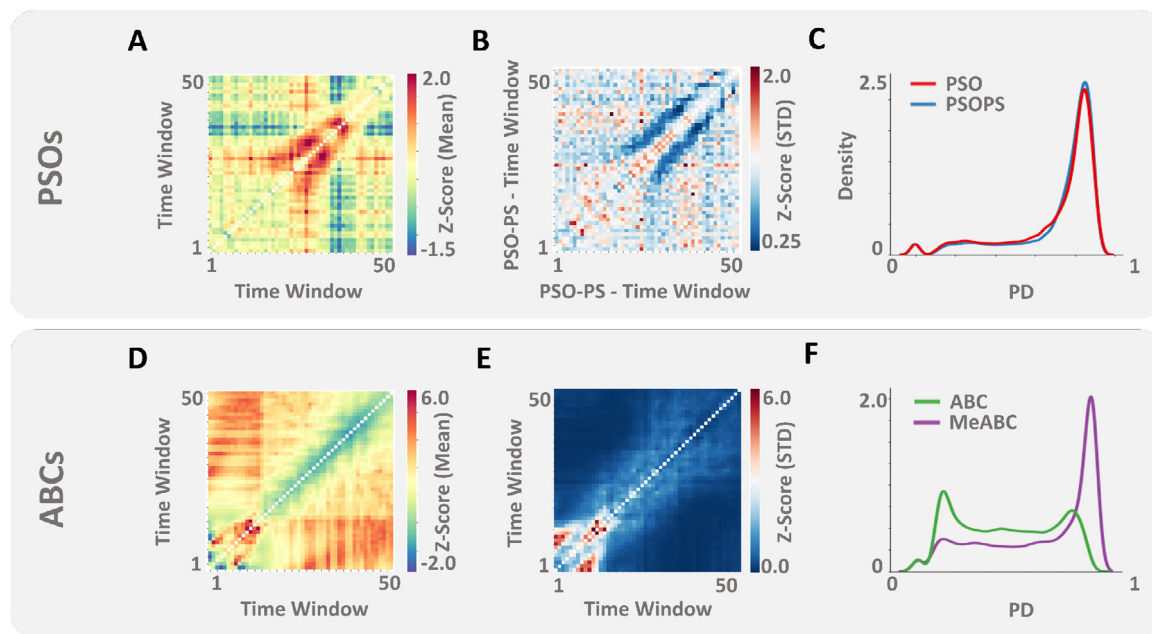 PSOs
A
50
1
1
50
Time Window
Time Window
2.0
-1.5
Z-Score (Mean)
B
50
1
1
50
PSO-PS - Time Window
PSO-PS - Time Window
2.0
0.25
Z-Score (STD)
C
2.5
0
0
1
Density
PD
PSO
PSOPS
ABCs
D
50
1
1
50
Time Window
Time Window
6.0
-2.0
Z-Score (Mean)
E
50
1
1
50
Time Window
Time Window
6.0
0.0
Z-Score (STD)
F
2.0
0
0
1
PD
ABC
MeABC